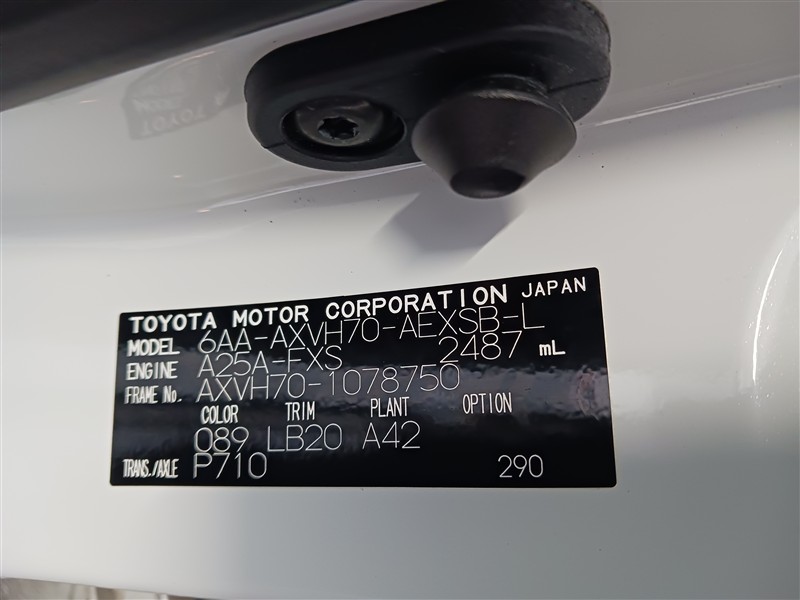 TOYOTA MOTOR CORPORATION JAPAN
MODEL 6AA-AXVH70-AEXSB-L
ENGINE A25A-FXS 2487 mL
FRAME No. AXVH70-1078750
COLOR TRIM PLANT OPTION
089 LB20 A42
TRANS./AXLE P710 290